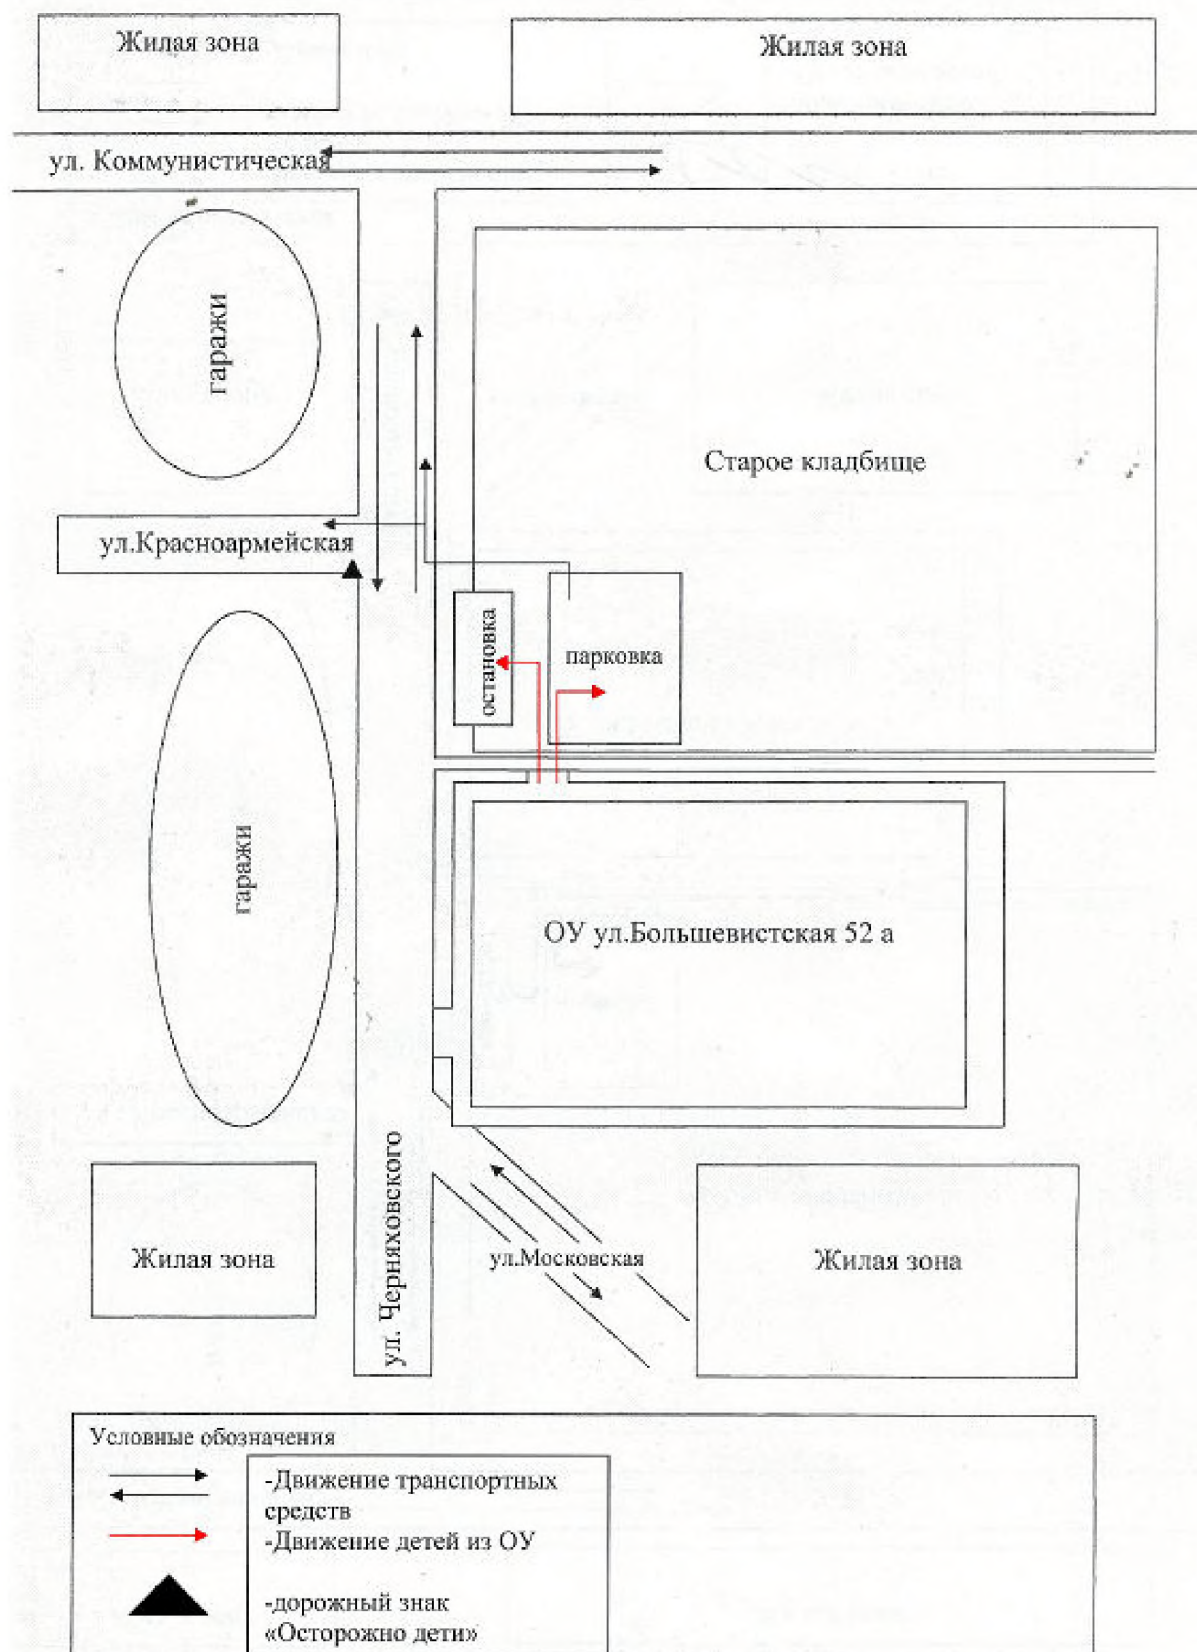 Жилая зона
Жилая зона
ул. Коммунистическая
гаражи
Старое кладбище
ул.Красноармейская
остановка
парковка
гаражи
ОУ ул.Большевистская 52 а
ул. Черняховского
Жилая зона
ул.Московская
Жилая зона
Условные обозначения
-Движение транспортных
средств
-Движение детей из ОУ
-дорожный знак
«Осторожно дети»